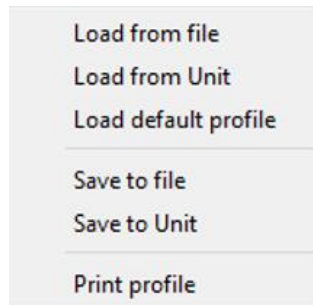 Load from file
Load from Unit
Load default profile
Save to file
Save to Unit
Print profile